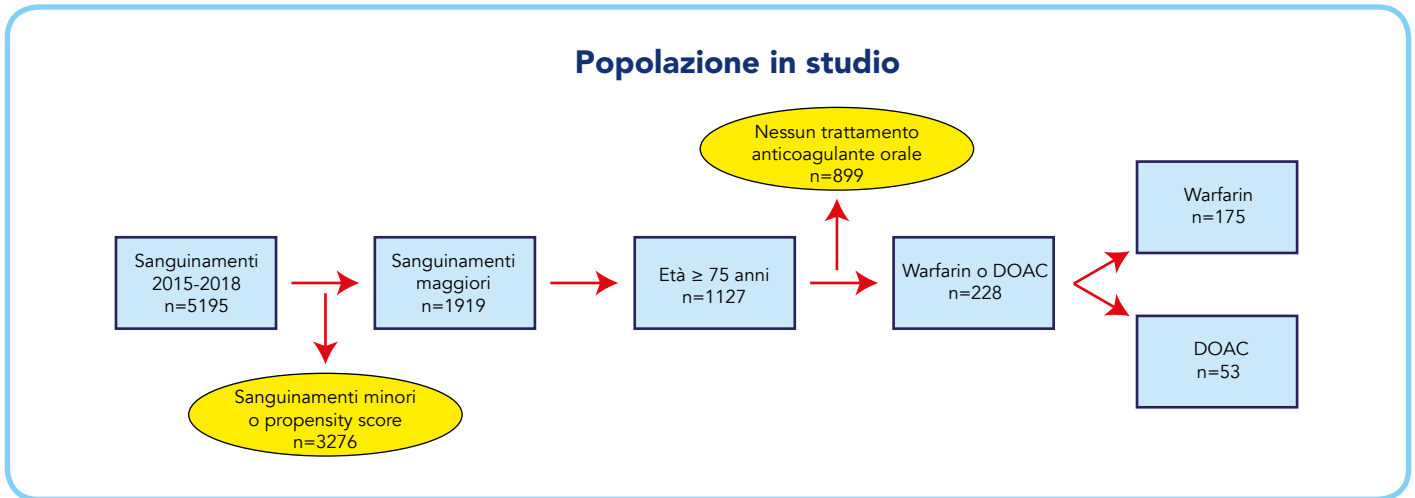 Popolazione in studio
Nessun trattamento
anticoagulante orale
n=899
Sanguinamenti
2015-2018
n=5195
Sanguinamenti
maggiori
n=1919
Età ≥ 75 anni
n=1127
Warfarin o DOAC
n=228
Warfarin
n=175
DOAC
n=53
Sanguinamenti minori
o propensity score
n=3276